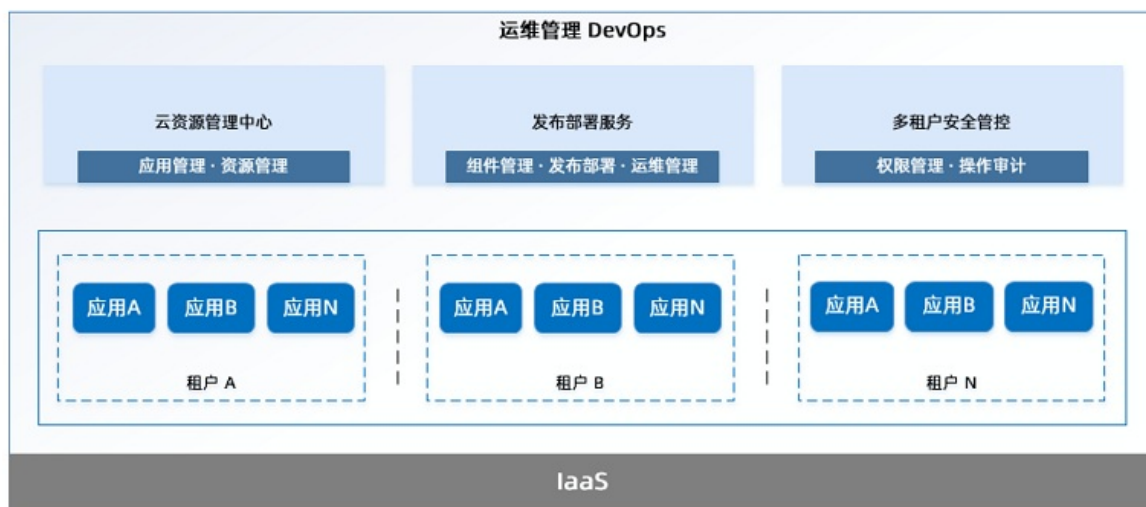 运维管理 DevOps
云资源管理中心
应用管理·资源管理
发布部署服务
组件管理·发布部署·运维管理
多租户安全管控
权限管理·操作审计
应用A 应用B 应用N
租户 A
应用A 应用B 应用N
租户 B
应用A 应用B 应用N
租户 N
IaaS